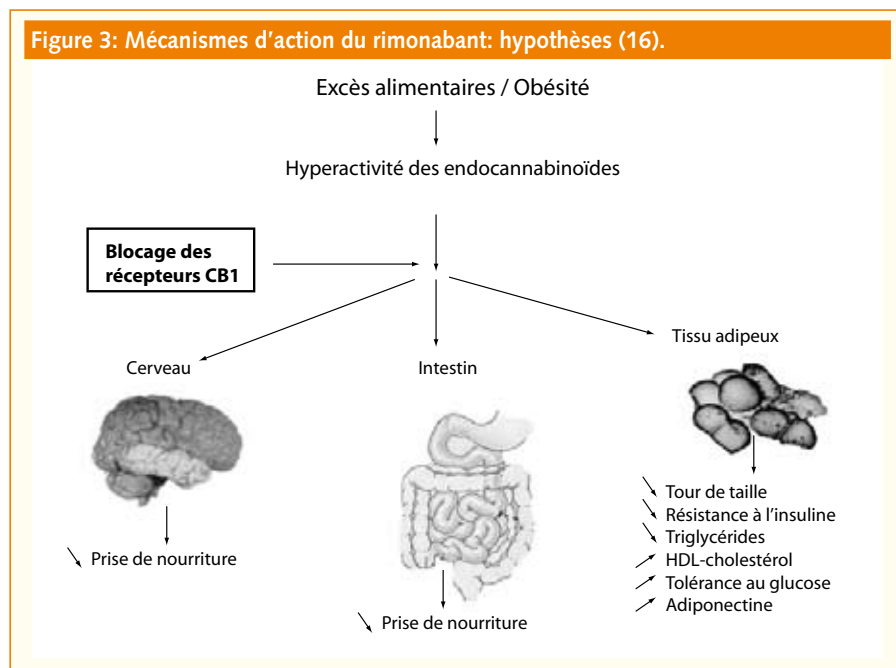 Figure 3: Mécanismes d'action du rimonabant: hypothèses (16).
Excès alimentaires / Obésité
Hyperactivité des endocannabinoïdes
Blocage des
récepteurs CB1
Cerveau
Intestin
Tissu adipeux
Prise de nourriture
Prise de nourriture
Tour de taille
Résistance à l'insuline
Triglycérides
HDL-cholestérol
Tolérance au glucose
Adiponectine